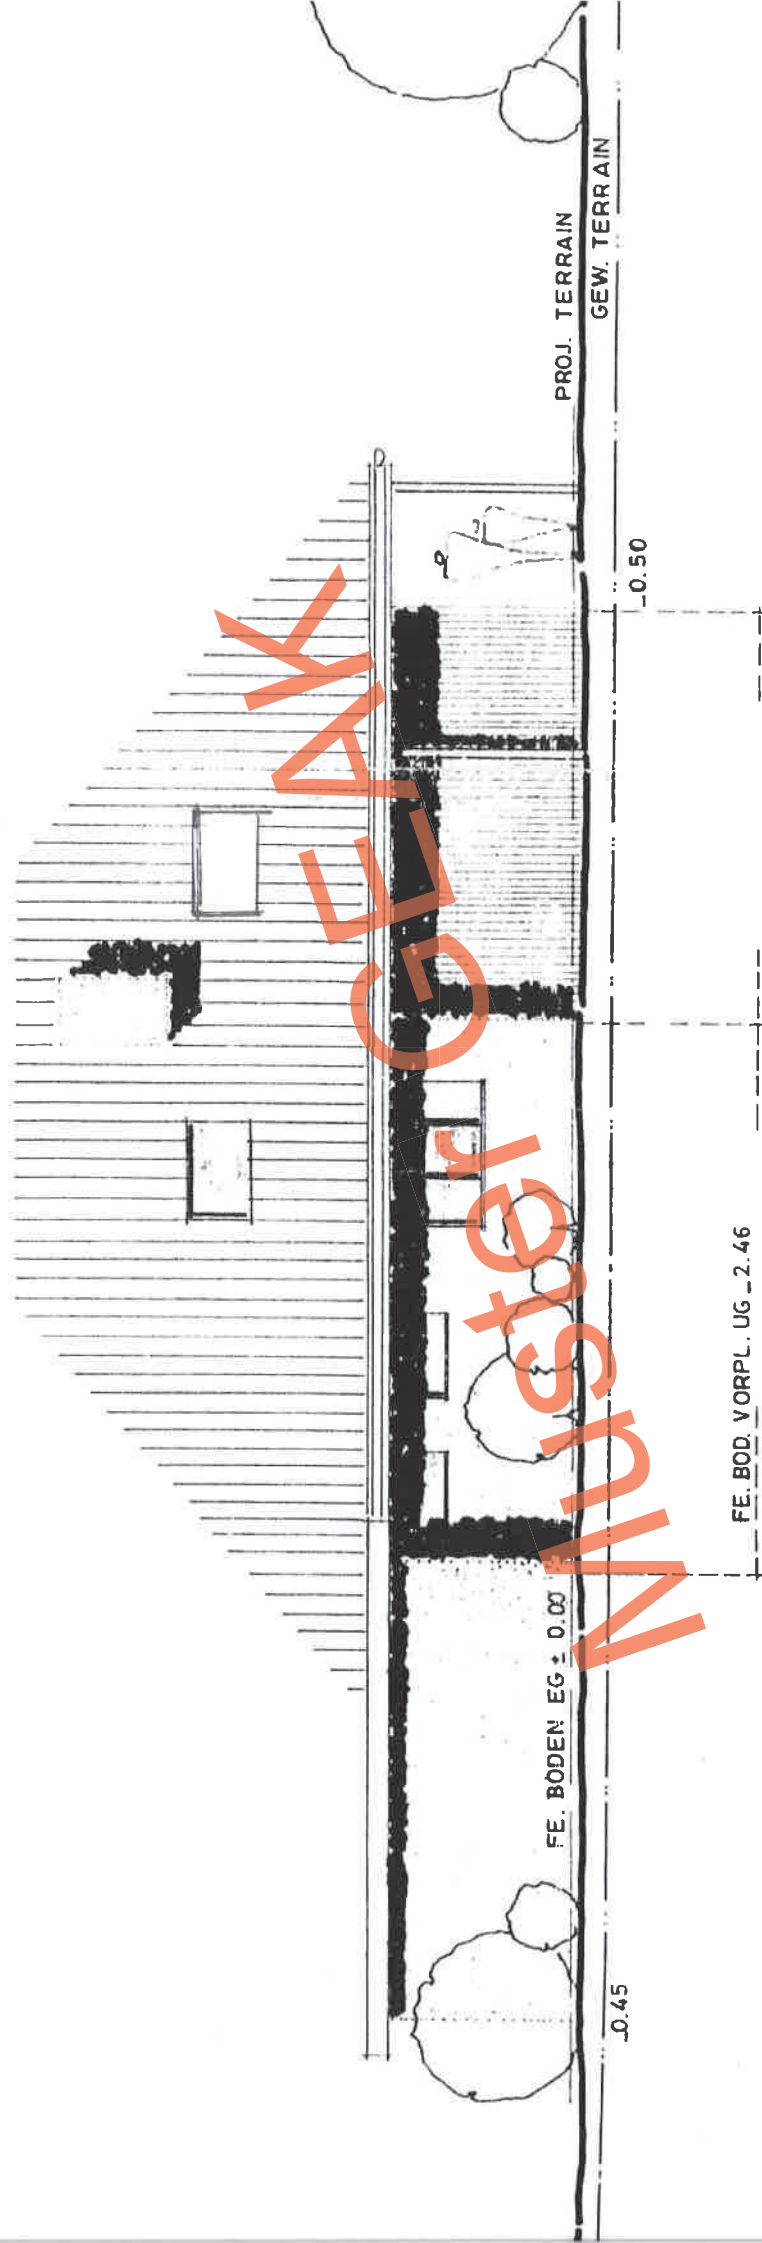 PROJ. TERRAIN
GEW. TERRAIN
-0.50
Muster GEAK
FE. BODEN EG ± 0.00
-0.45
FE. BOD. VORPL. UG -2.46